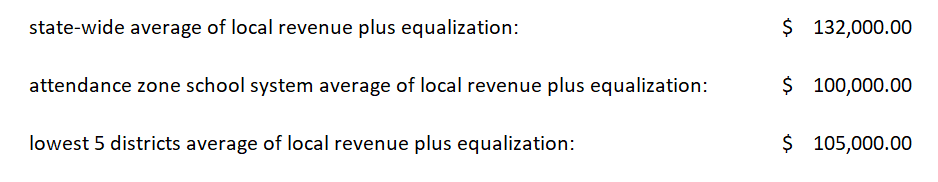 state-wide average of local revenue plus equalization: $ 132,000.00
attendance zone school system average of local revenue plus equalization: $ 100,000.00
lowest 5 districts average of local revenue plus equalization: $ 105,000.00